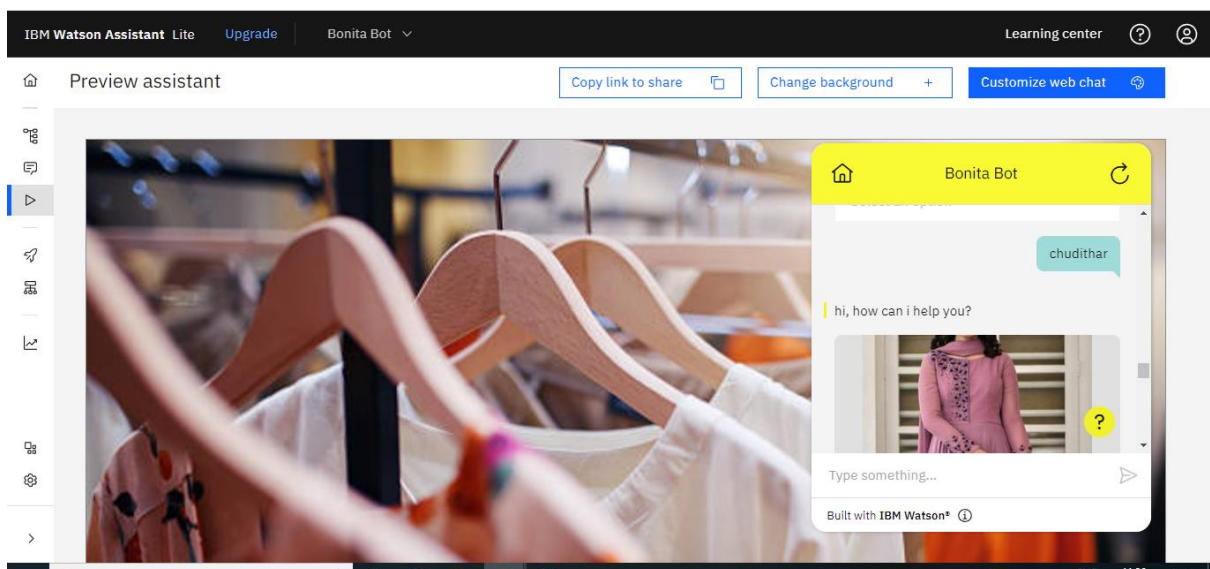 IBM Watson Assistant Lite Upgrade Bonita Bot Learning center
Preview assistant Copy link to share Change background + Customize web chat
Bonita Bot
chudithar
hi, how can i help you?
?
Type something...
Built with IBM Watson®